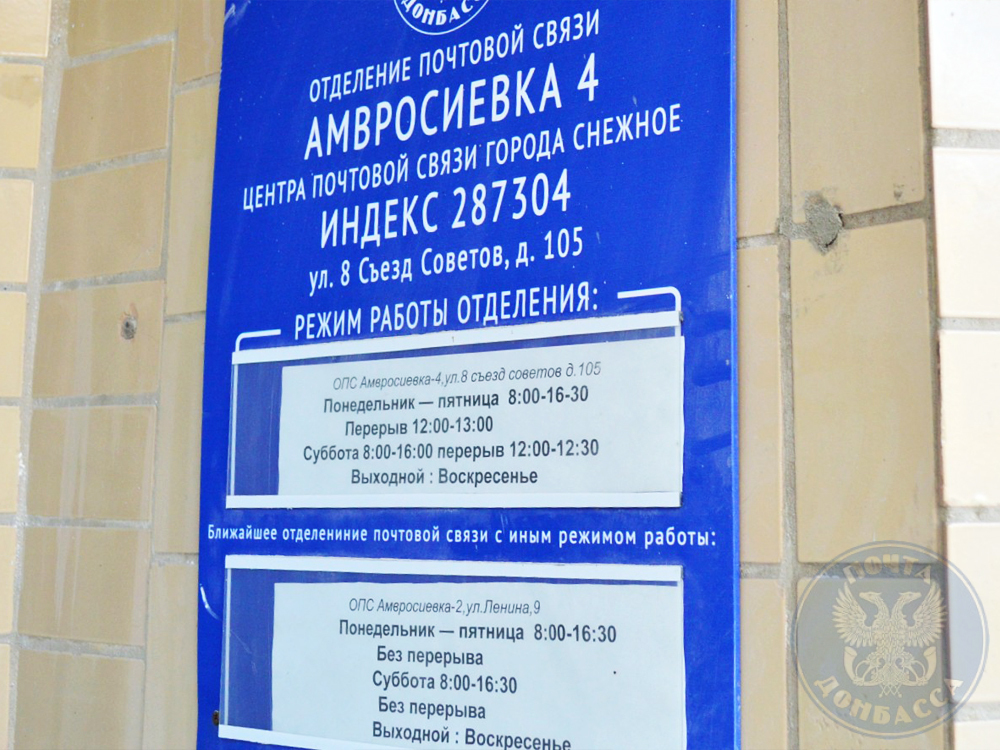 ДОНБАССА
ОТДЕЛЕНИЕ ПОЧТОВОЙ СВЯЗИ
АМВРОСИЕВКА 4
ЦЕНТРА ПОЧТОВОЙ СВЯЗИ ГОРОДА СНЕЖНОЕ
ИНДЕКС 287304
ул. 8 Съезд Советов, д. 105
РЕЖИМ РАБОТЫ ОТДЕЛЕНИЯ:
ОПС Амвросиевка-4,ул.8 съезд советов д.105
Понедельник — пятница 8:00-16-30
Перерыв 12:00-13:00
Суббота 8:00-16:00 перерыв 12:00-12:30
Выходной : Воскресенье
Ближайшее отделениние почтовой связи с иным режимом работы:
ОПС Амвросиевка-2,ул.Ленина,9
Понедельник — пятница 8:00-16:30
Без перерыва
Суббота 8:00-16:30
Без перерыва
Выходной : Воскресенье
ПОЧТА
ДОНБАССА